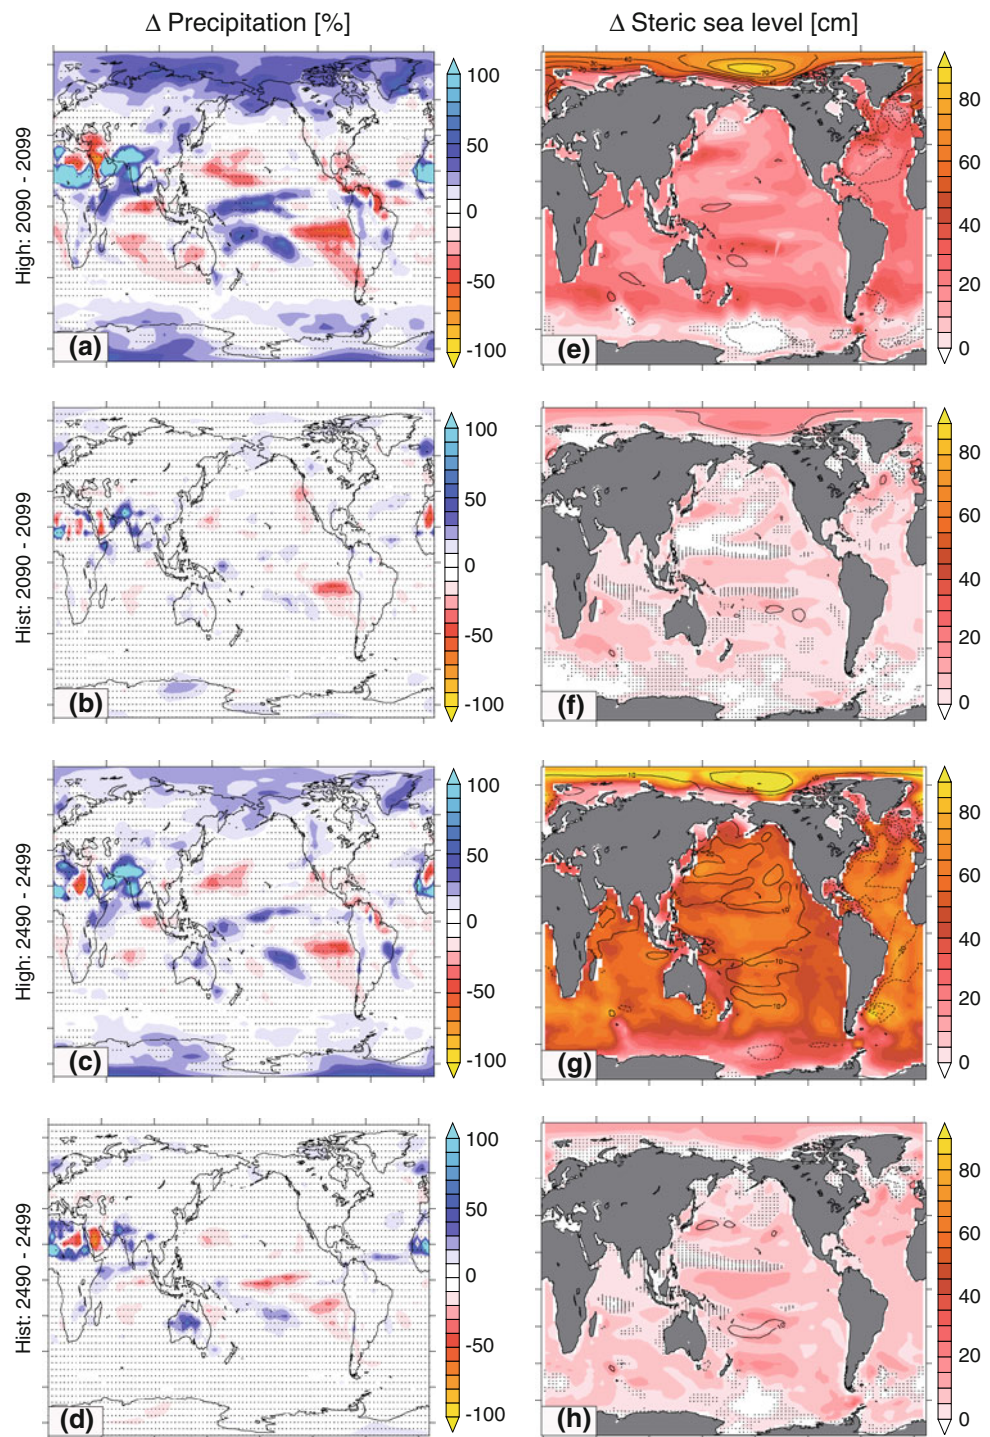 Δ Precipitation [%]
Δ Steric sea level [cm]
High: 2090 - 2099
(a)
100
50
0
-50
-100
(e)
80
60
40
20
0
Hist: 2090 - 2099
(b)
100
50
0
-50
-100
(f)
80
60
40
20
0
High: 2490 - 2499
(c)
100
50
0
-50
-100
(g)
80
60
40
20
0
Hist: 2490 - 2499
(d)
100
50
0
-50
-100
(h)
80
60
40
20
0